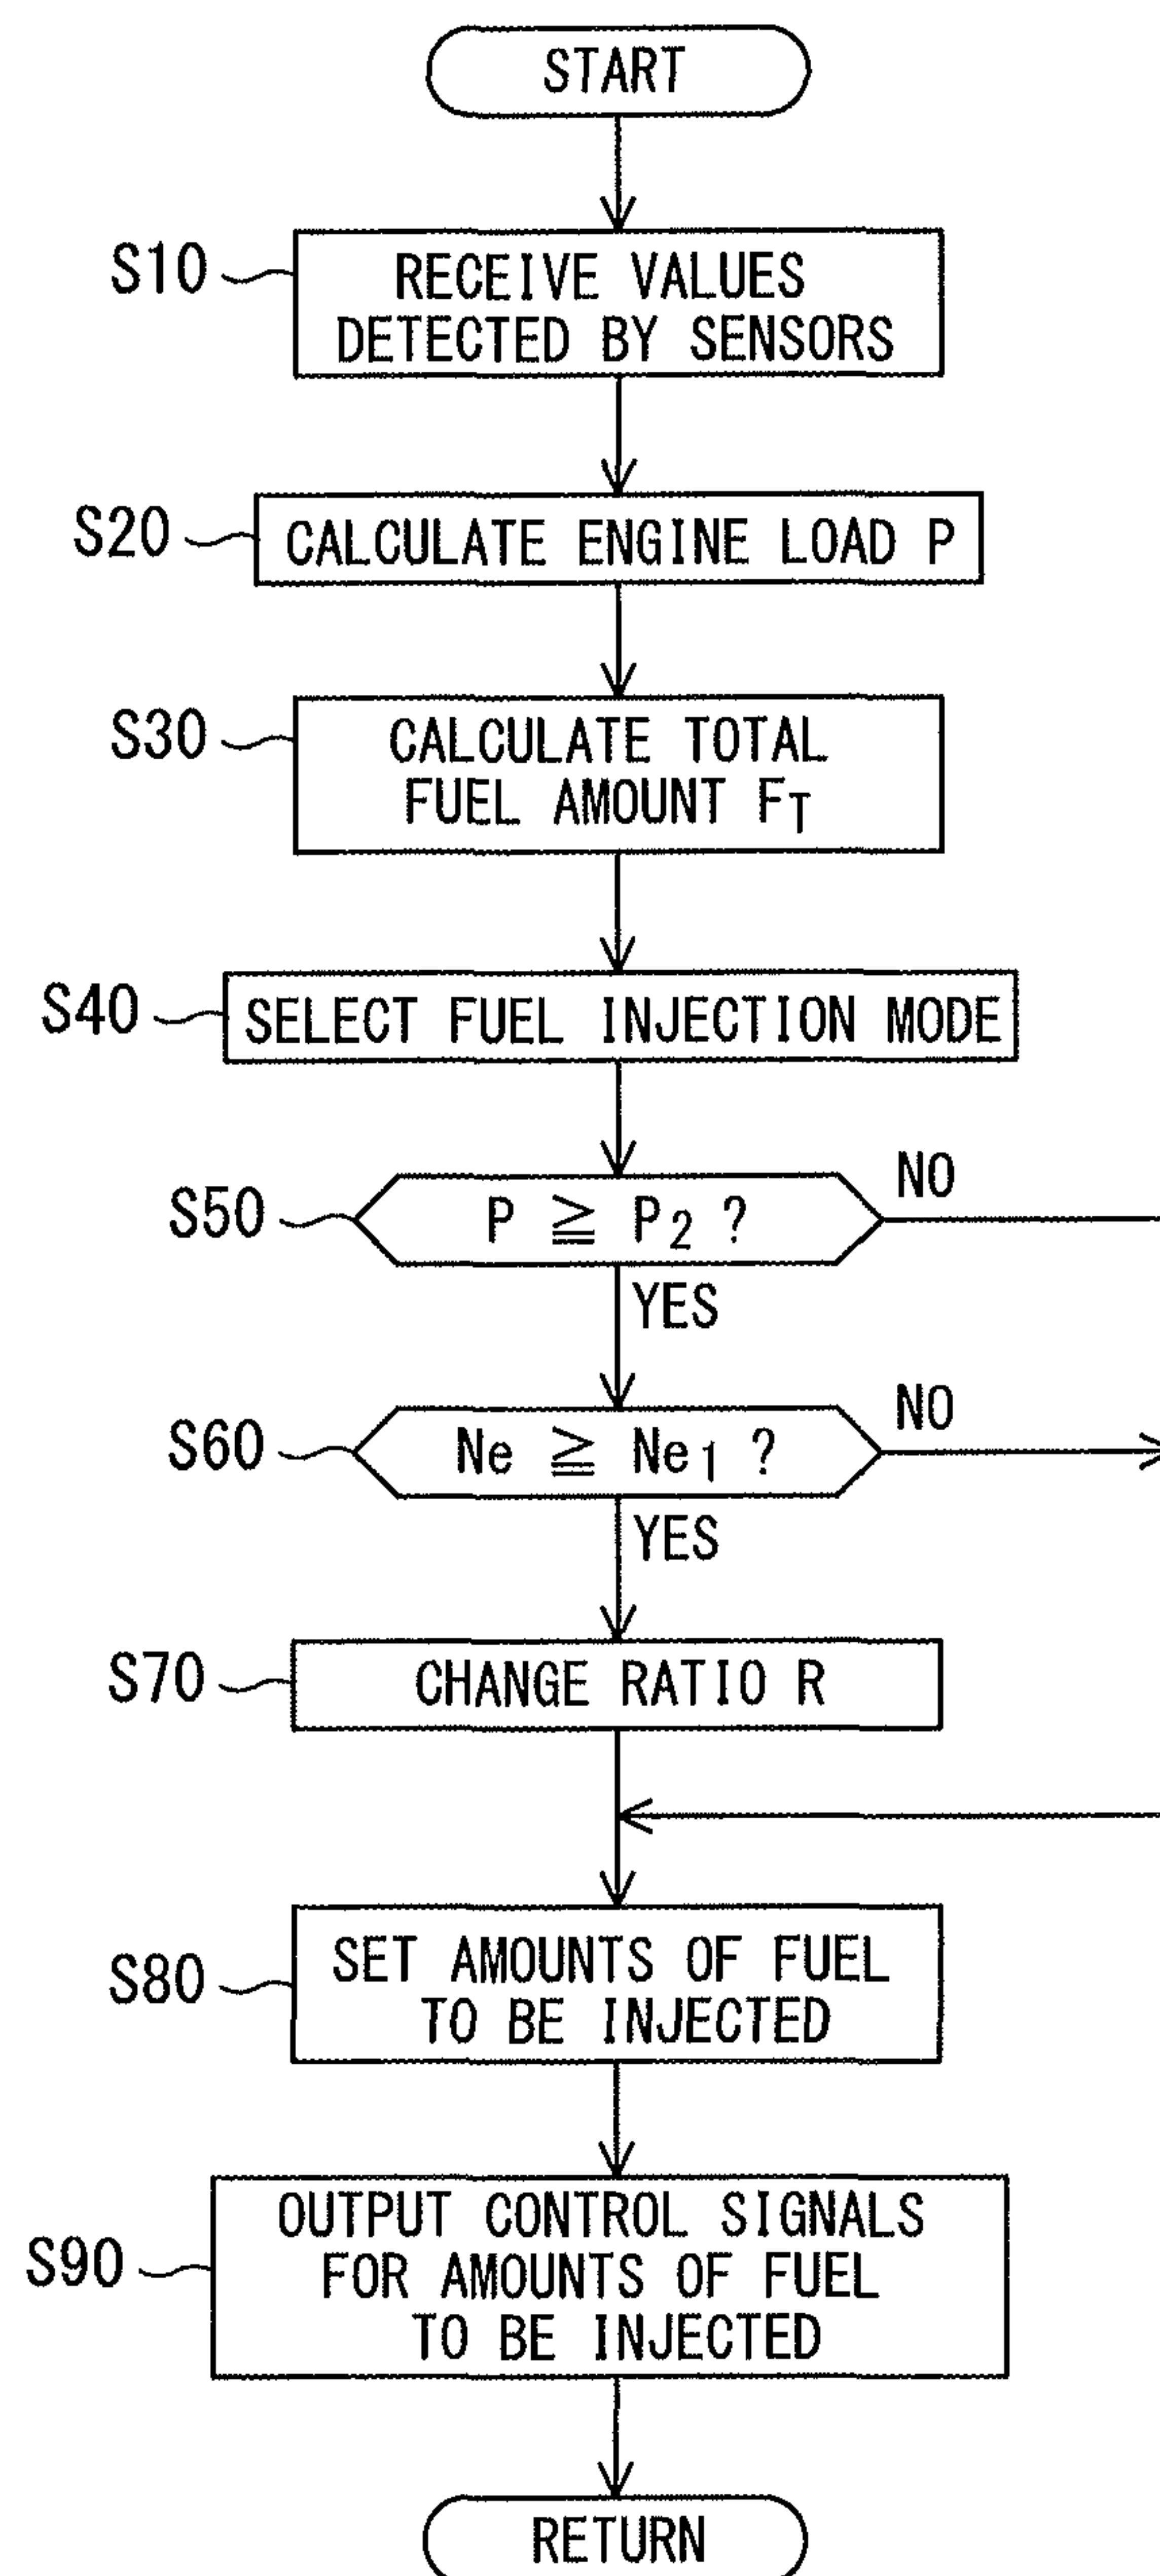 START
S10
RECEIVE VALUES
DETECTED BY SENSORS
S20
CALCULATE ENGINE LOAD P
S30
CALCULATE TOTAL
FUEL AMOUNT FT
S40
SELECT FUEL INJECTION MODE
S50
P ≧ P2 ?
NO
YES
S60
Ne ≧ Ne1 ?
NO
YES
S70
CHANGE RATIO R
S80
SET AMOUNTS OF FUEL
TO BE INJECTED
S90
OUTPUT CONTROL SIGNALS
FOR AMOUNTS OF FUEL
TO BE INJECTED
RETURN